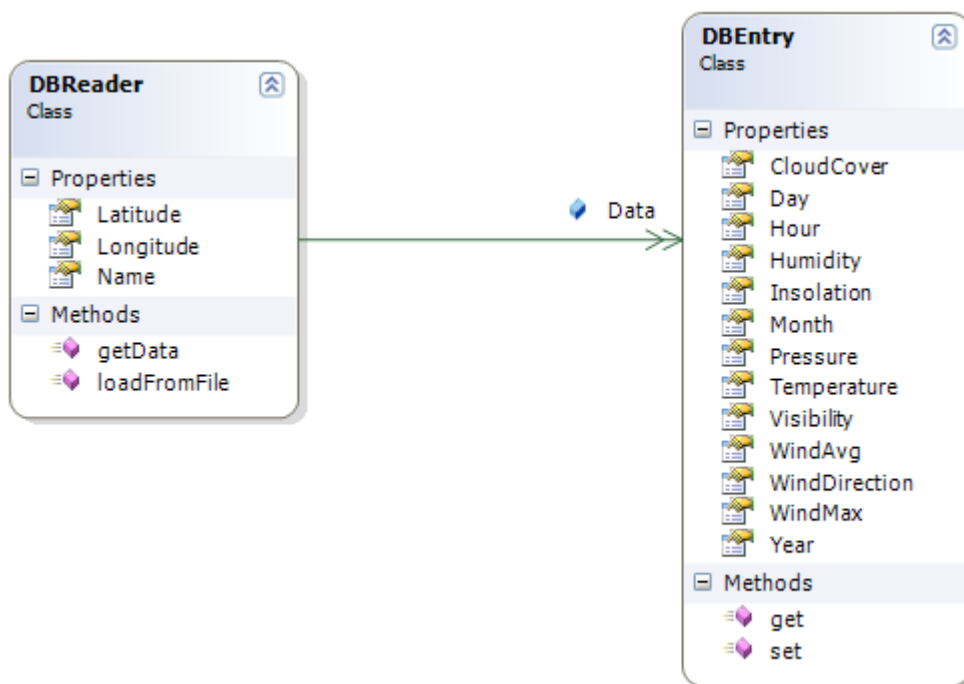 DBReader
Class
Properties
Latitude
Longitude
Name
Methods
getData
loadFromFile
Data
DBEntry
Class
Properties
CloudCover
Day
Hour
Humidity
Insolation
Month
Pressure
Temperature
Visibility
WindAvg
WindDirection
WindMax
Year
Methods
get
set